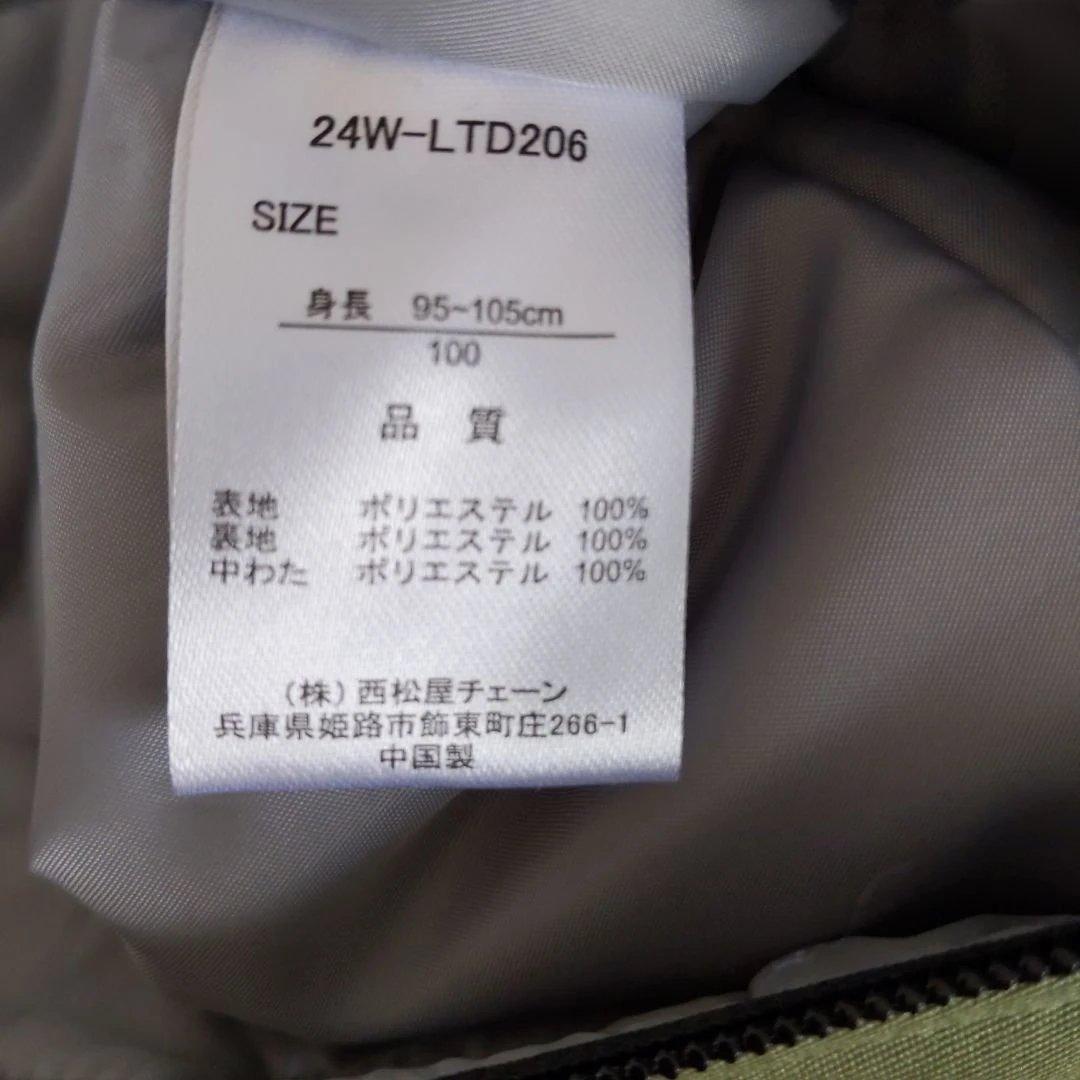 24W-LTD206
SIZE
身長 95~105cm
100
品 質
表地 ポリエステル 100%
裏地 ポリエステル 100%
中わた ポリエステル 100%
(株)西松屋チェーン
兵庫県姫路市飾東町庄266-1
中国製